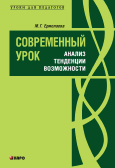 УРОКИ ДЛЯ ПЕДАГОГОВ
М.Г. Ермолаева
СОВРЕМЕННЫЙ
УРОК
АНАЛИЗ
ТЕНДЕНЦИИ
ВОЗМОЖНОСТИ
КАРО